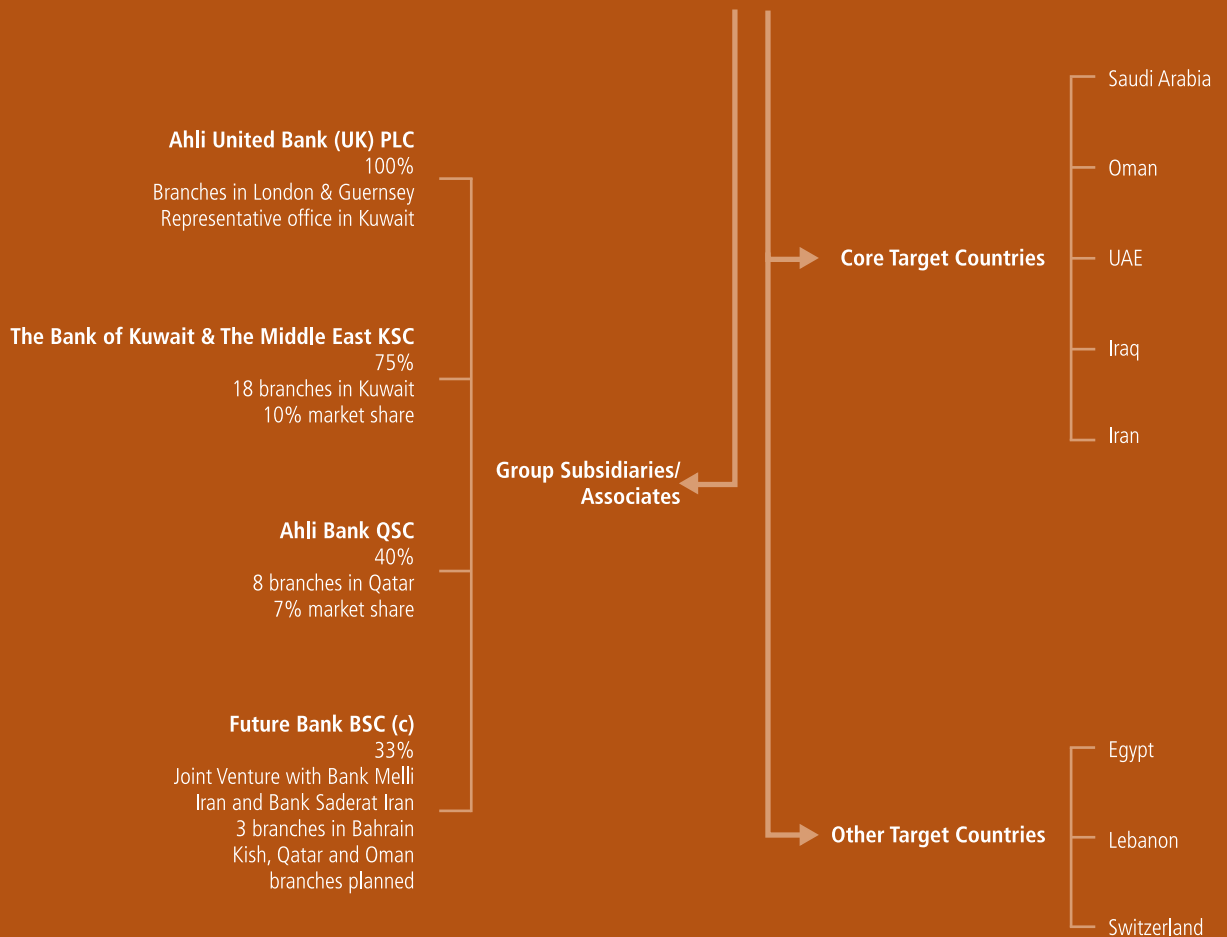 Ahli United Bank (UK) PLC
100%
Branches in London & Guernsey
Representative office in Kuwait
The Bank of Kuwait & The Middle East KSC
75%
18 branches in Kuwait
10% market share
Ahli Bank QSC
40%
8 branches in Qatar
7% market share
Future Bank BSC (c)
33%
Joint Venture with Bank Melli
Iran and Bank Saderat Iran
3 branches in Bahrain
Kish, Qatar and Oman
branches planned
Group Subsidiaries/
Associates
Core Target Countries
Saudi Arabia
Oman
UAE
Iraq
Iran
Other Target Countries
Egypt
Lebanon
Switzerland